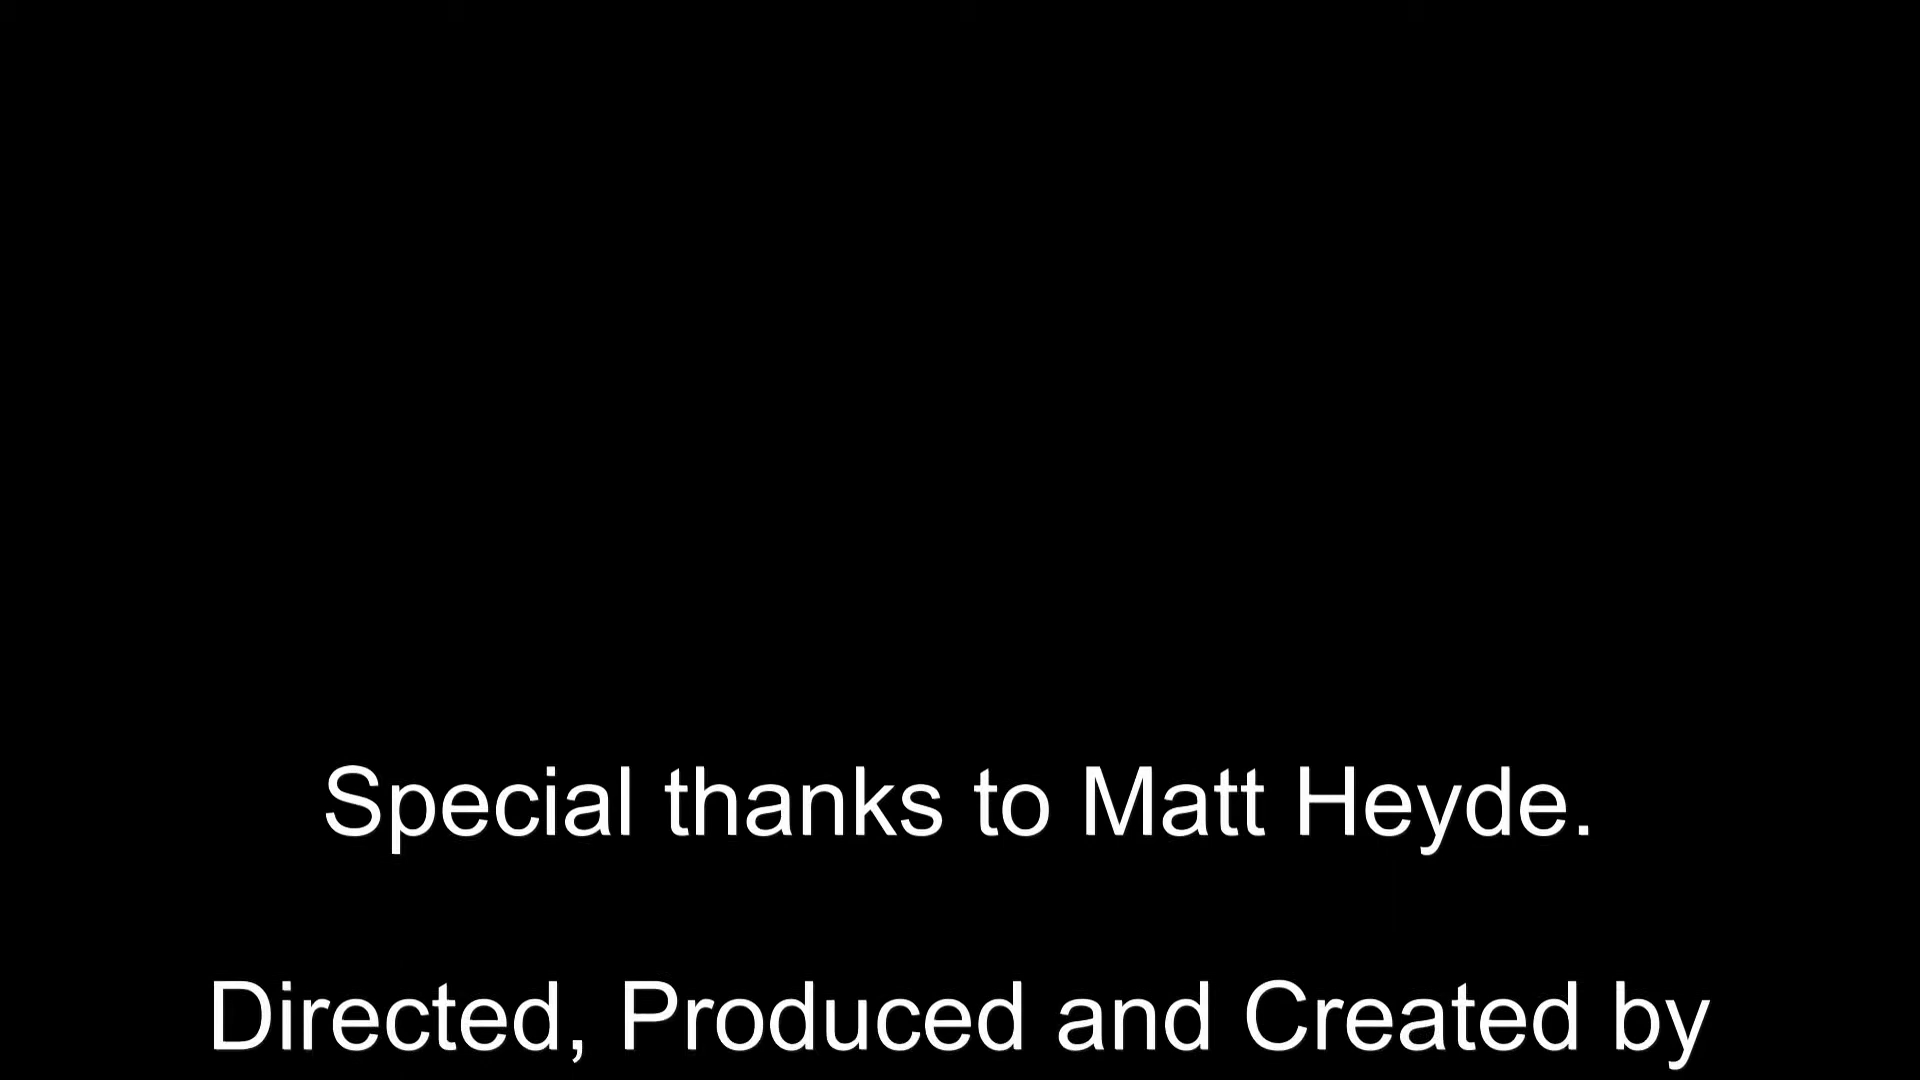 Special thanks to Matt Heyde.
Directed, Produced and Created by